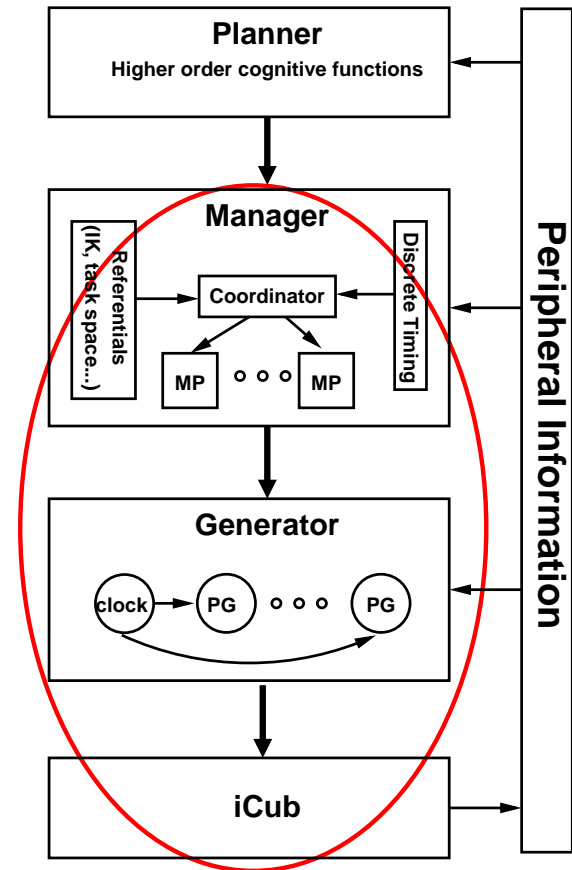 Planner
Higher order cognitive functions
Manager
Referentials
(IK, task space...)
Coordinator
Discrete Timing
MP
MP
Generator
clock
PG
PG
iCub
Peripheral Information